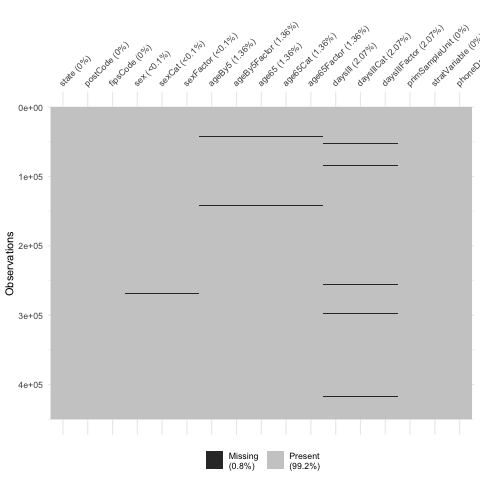 state (0%)
postCode (0%)
fipsCode (0%)
sex (<0.1%)
sexCat (<0.1%)
sexFactor (<0.1%)
ageBy5 (1.36%)
ageBy5Factor (1.36%)
age65 (1.36%)
age65Cat (1.36%)
age65Factor (1.36%)
daysIll (2.07%)
daysIllCat (2.07%)
daysIllFactor (2.07%)
primSampleUnit (0%)
stratVariable (0%)
0e+00
1e+05
2e+05
3e+05
4e+05
Observations
Missing
(0.8%)
Present
(99.2%)